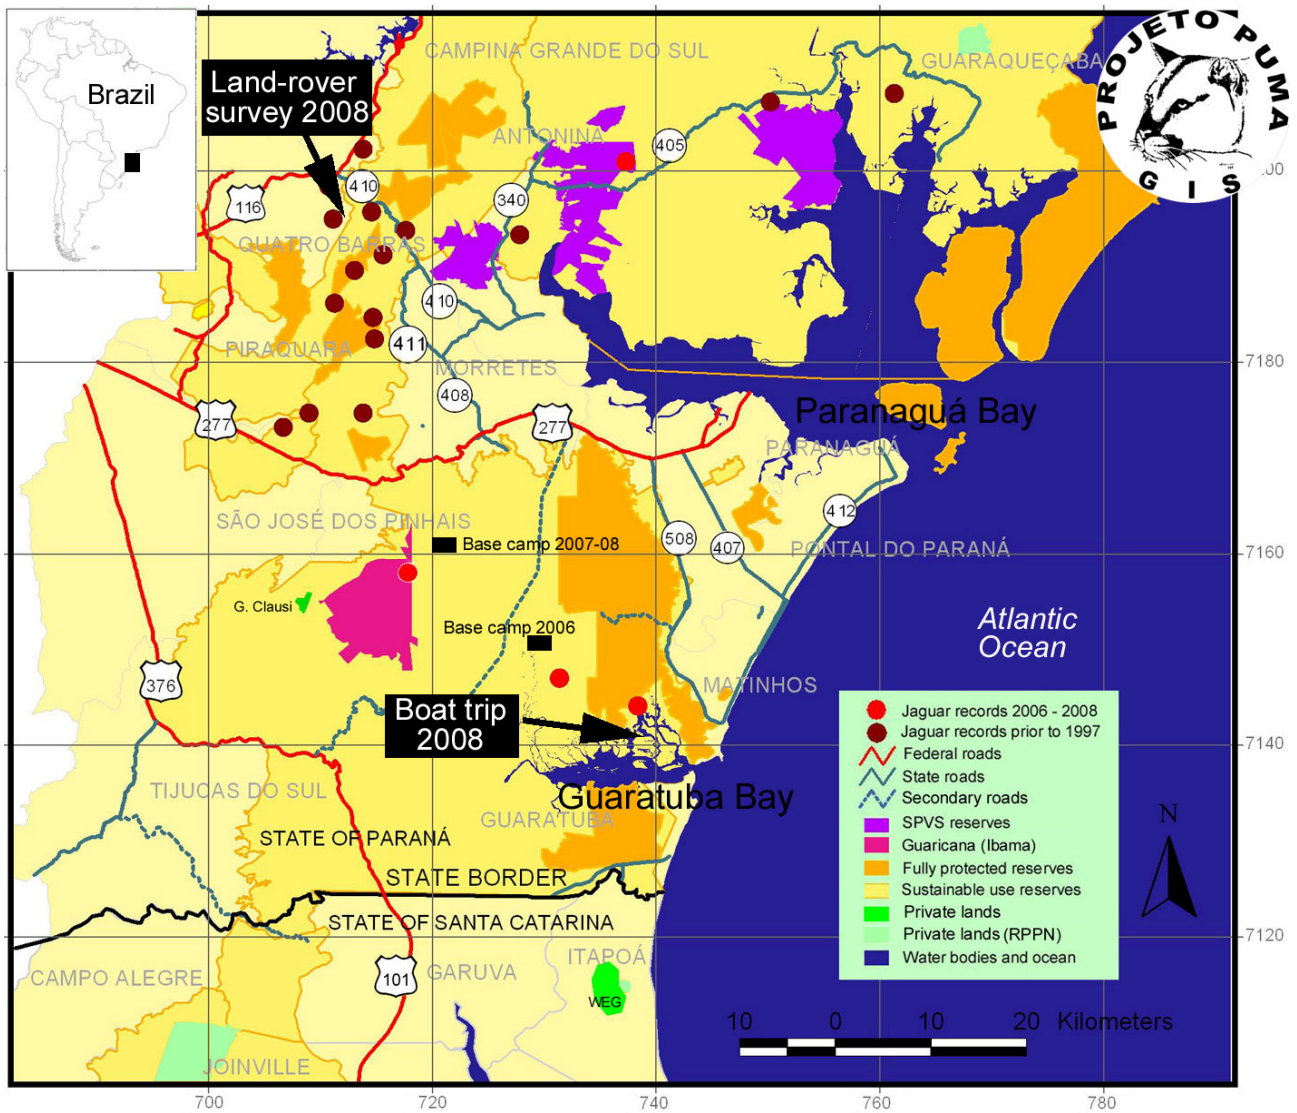 Brazil
Land-rover
survey 2008
CAMPINA GRANDE DO SUL
GUARAQUEÇABA
PROJETO PUMA
GIS
ANTONINA
405
410
116
340
QUATRO BARRAS
410
411
PIRAQUARA
MORRETES
7180
408
277
277
Paranaguá Bay
PARANAGUÁ
SÃO JOSÉ DOS PINHAIS
412
508
407
Base camp 2007-08
PONTAL DO PARANÁ
7160
G. Clausi
Base camp 2006
Atlantic
Ocean
376
MATINHOS
Boat trip
2008
7140
Jaguar records 2006 - 2008
Jaguar records prior to 1997
Federal roads
State roads
Secondary roads
SPVS reserves
Guaricana (Ibama)
Fully protected reserves
Sustainable use reserves
Private lands
Private lands (RPPN)
Water bodies and ocean
N
TIJUCAS DO SUL
Guaratuba Bay
GUARATUBA
STATE OF PARANÁ
STATE BORDER
STATE OF SANTA CATARINA
7120
CAMPO ALEGRE
101
GARUVA
ITAPOÁ
WEG
10 0 10 20 Kilometers
JOINVILLE
700 720 740 760 780